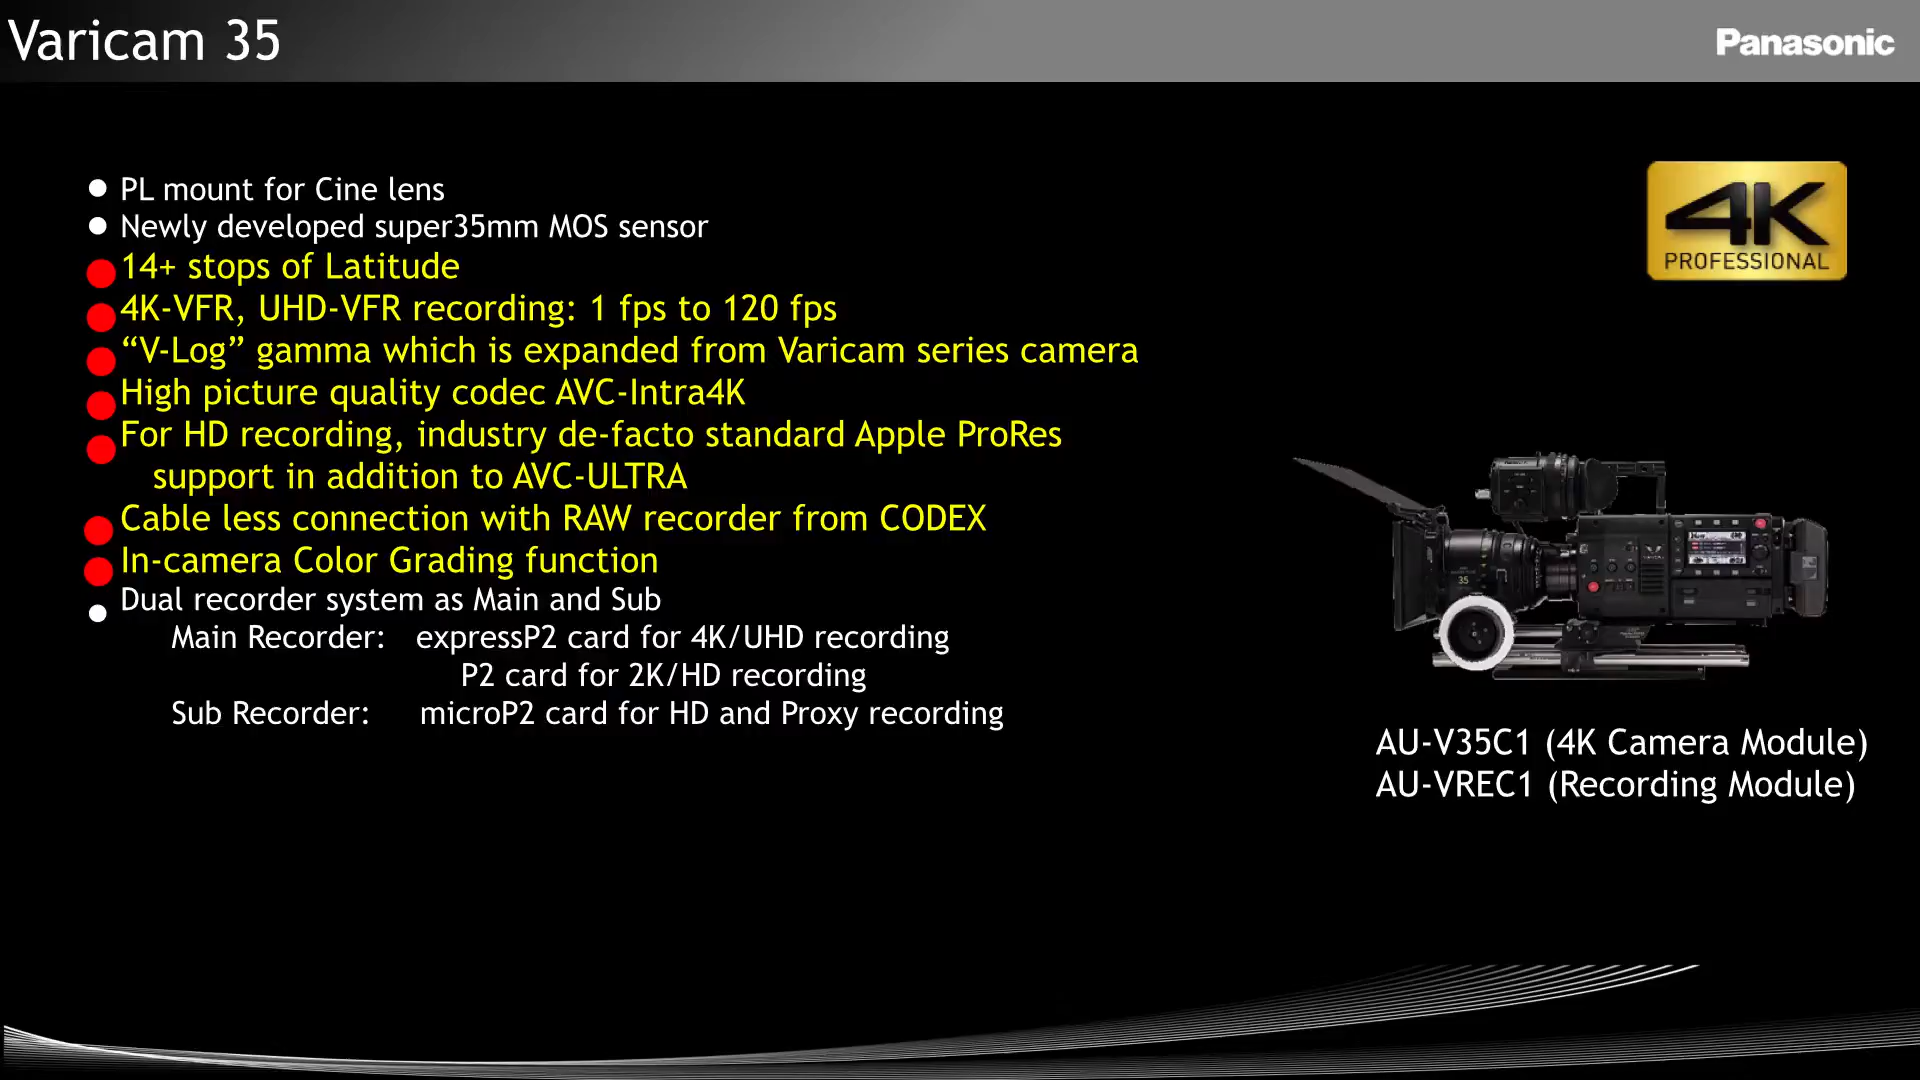 Varicam 35
Panasonic
PL mount for Cine lens
Newly developed super35mm MOS sensor
14+ stops of Latitude
4K-VFR, UHD-VFR recording: 1 fps to 120 fps
“V-Log” gamma which is expanded from Varicam series camera
High picture quality codec AVC-Intra4K
For HD recording, industry de-facto standard Apple ProRes
support in addition to AVC-ULTRA
Cable less connection with RAW recorder from CODEX
In-camera Color Grading function
Dual recorder system as Main and Sub
Main Recorder: expressP2 card for 4K/UHD recording
P2 card for 2K/HD recording
Sub Recorder: microP2 card for HD and Proxy recording
4K
PROFESSIONAL
35
AU-V35C1 (4K Camera Module)
AU-VREC1 (Recording Module)